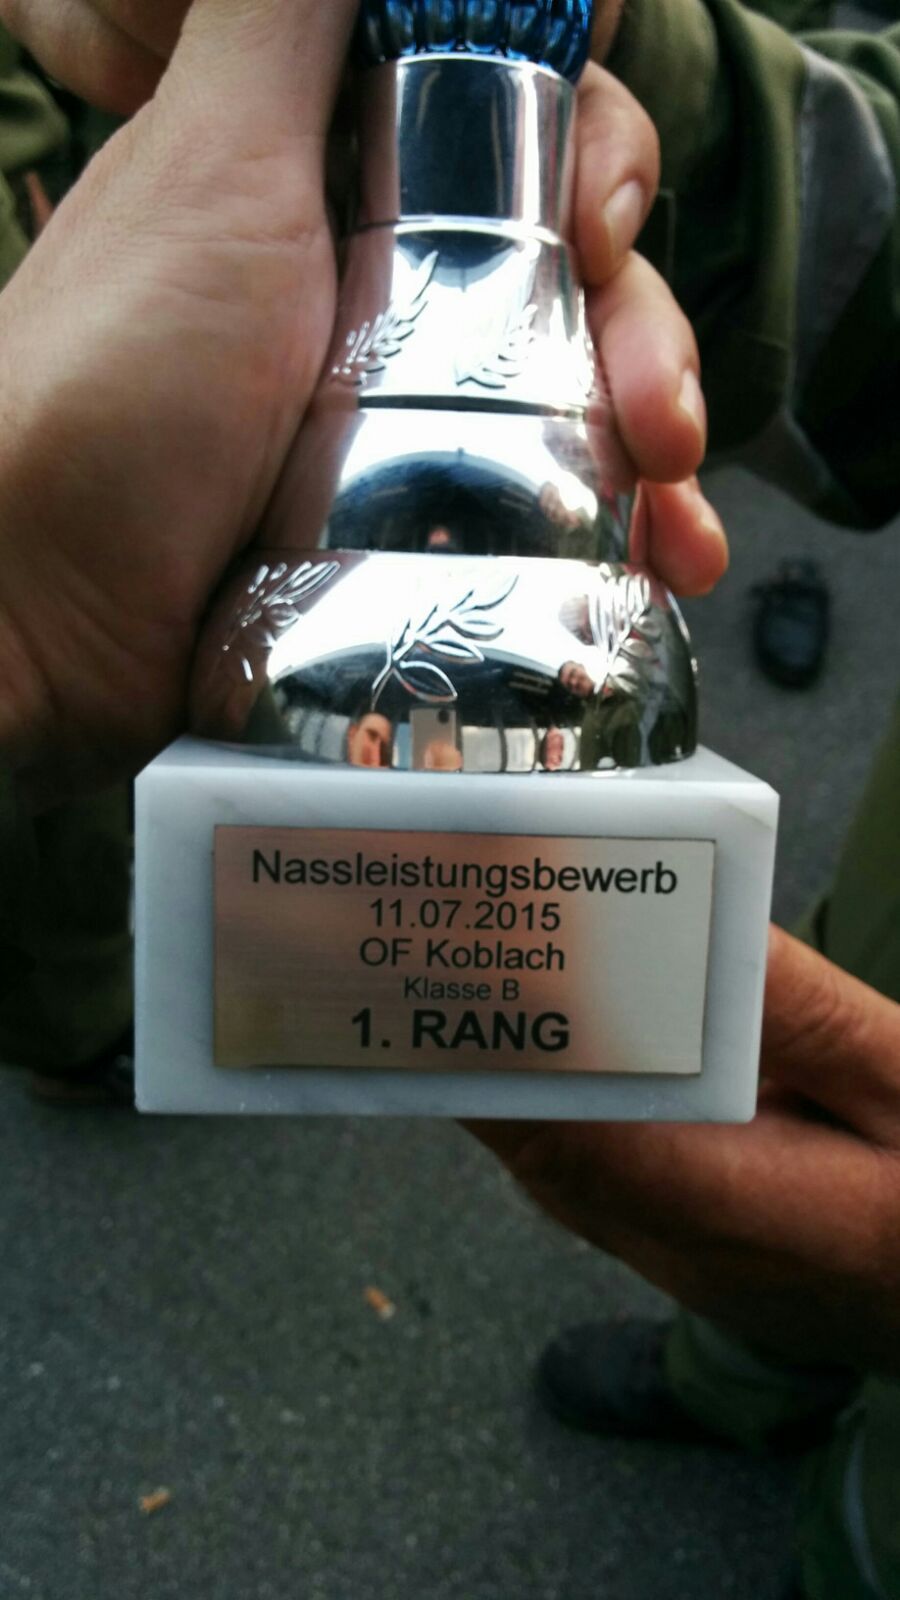 Nassleistungsbewerb
11.07.2015
OF Koblach
Klasse B
1. RANG